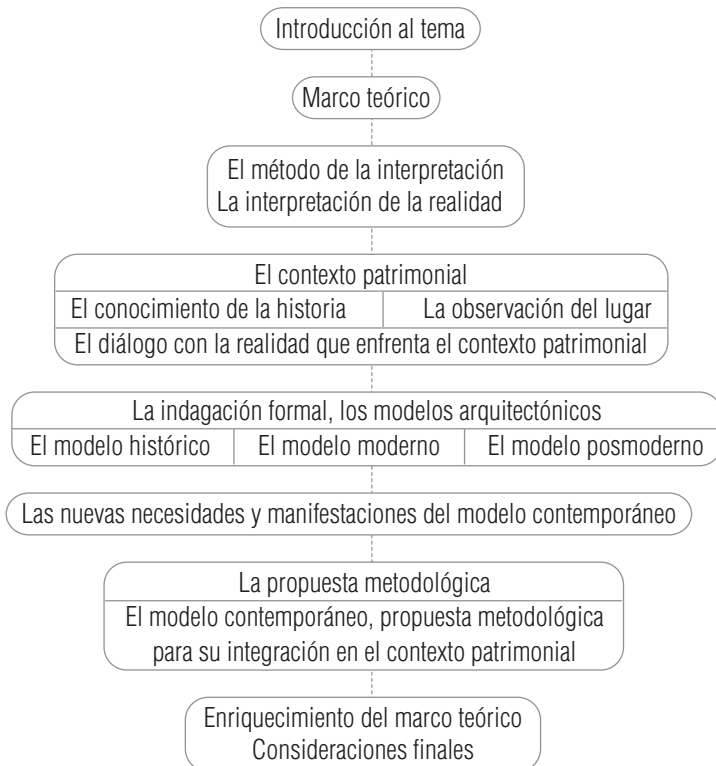 Introducción al tema
Marco teórico
El método de la interpretación
La interpretación de la realidad
El contexto patrimonial
El conocimiento de la historia
La observación del lugar
El diálogo con la realidad que enfrenta el contexto patrimonial
La indagación formal, los modelos arquitectónicos
El modelo histórico
El modelo moderno
El modelo posmoderno
Las nuevas necesidades y manifestaciones del modelo contemporáneo
La propuesta metodológica
El modelo contemporáneo, propuesta metodológica
para su integración en el contexto patrimonial
Enriquecimiento del marco teórico
Consideraciones finales